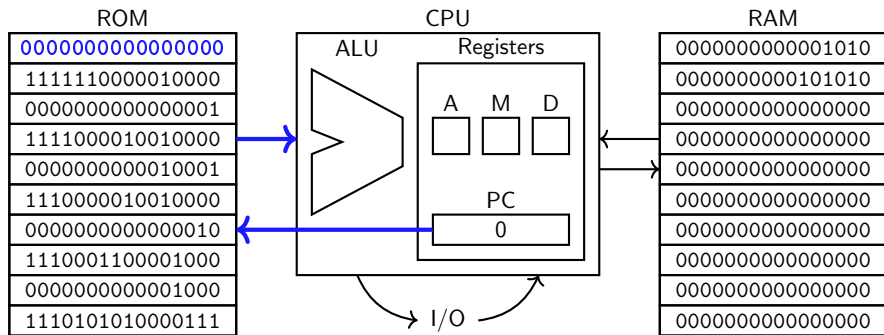 ROM
0000000000000000
1111110000010000
0000000000000001
1111000010010000
0000000000010001
1110000010010000
0000000000000010
1110001100001000
0000000000001000
1110101010000111
CPU
ALU
Registers
A M D
PC
0
I/O
RAM
0000000000001010
0000000000101010
0000000000000000
0000000000000000
0000000000000000
0000000000000000
0000000000000000
0000000000000000
0000000000000000
0000000000000000